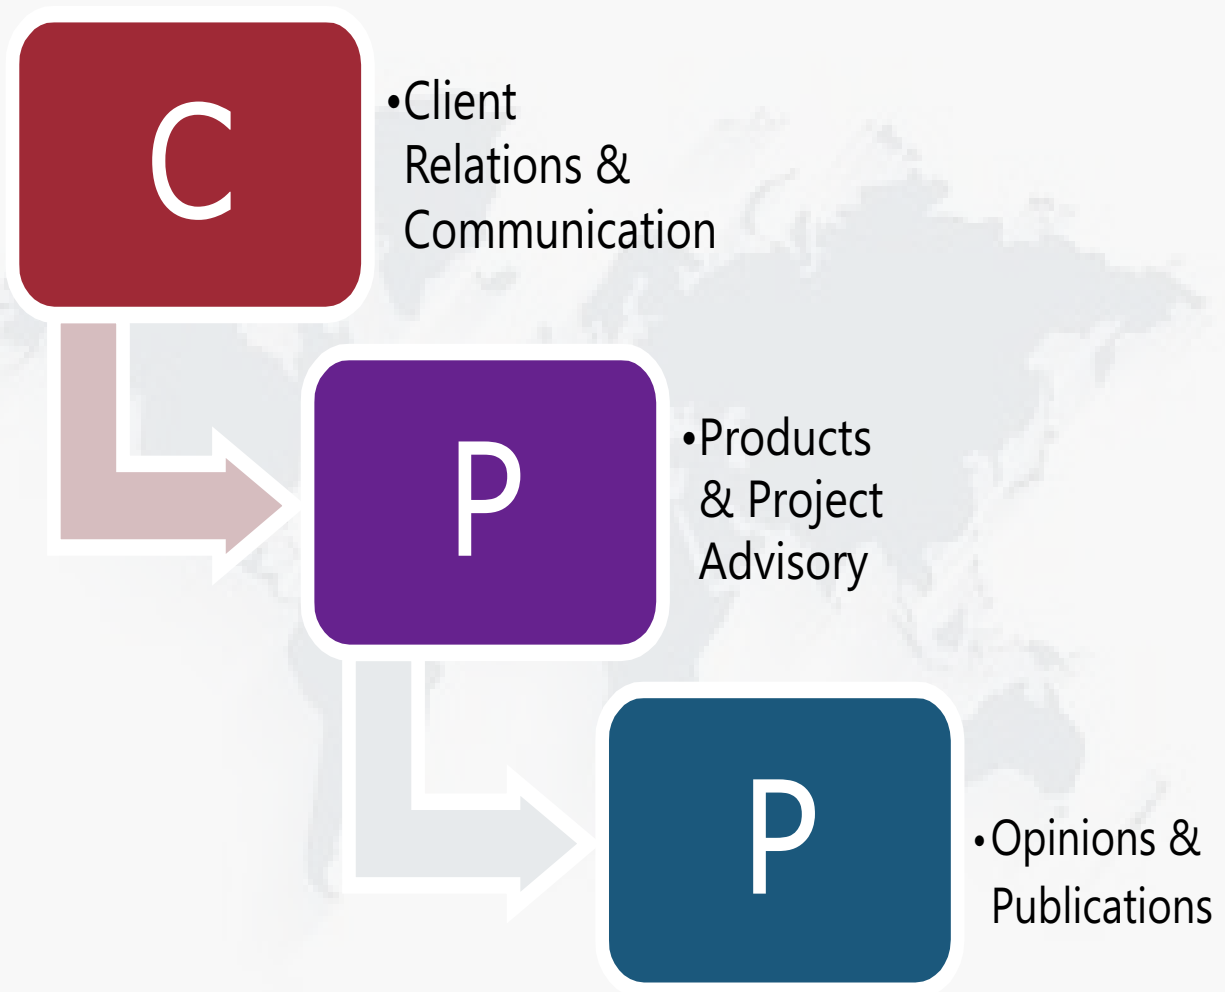 C
•Client
Relations &
Communication
P
•Products
& Project
Advisory
P
•Opinions &
Publications